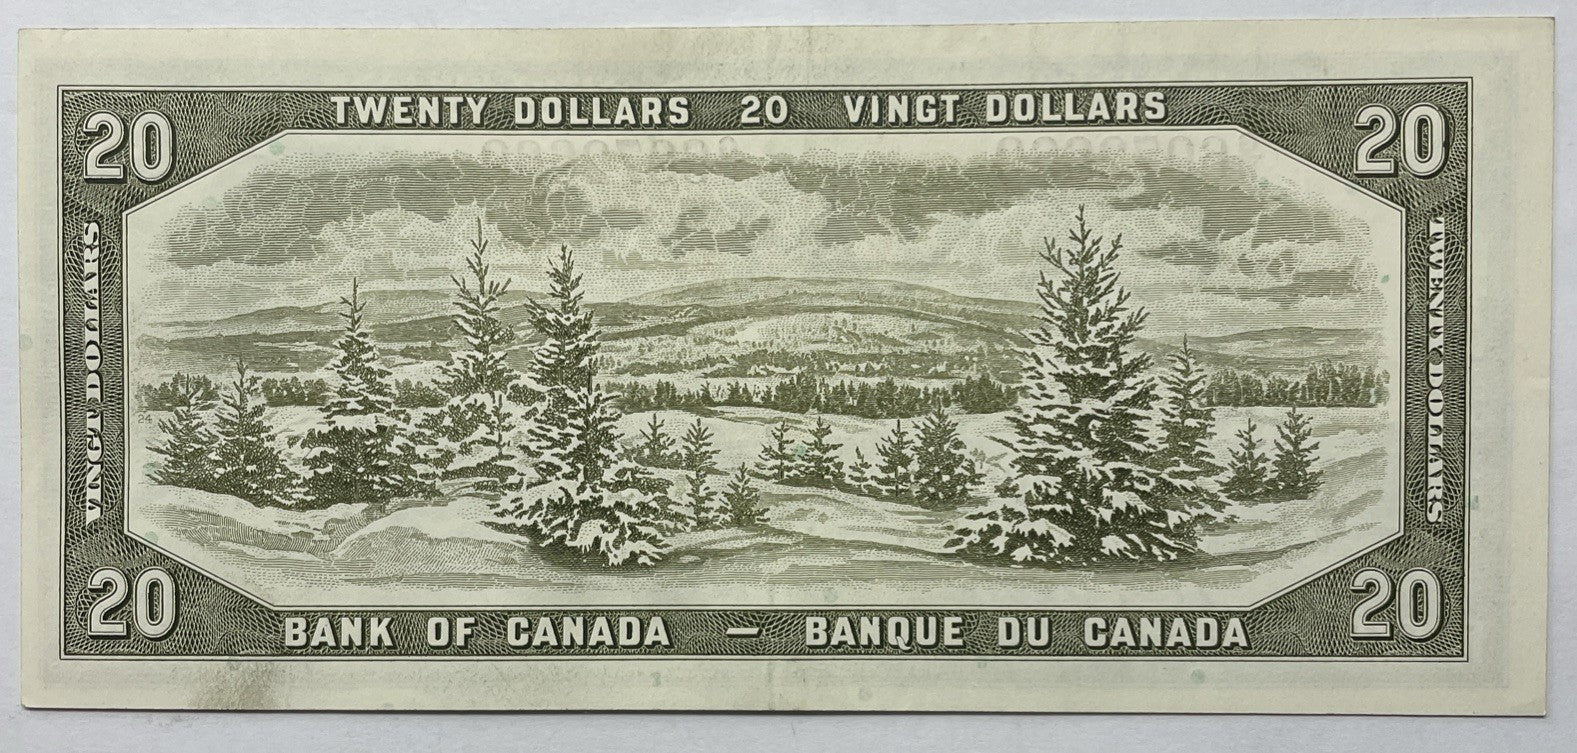 20
TWENTY DOLLARS 20 VINGT DOLLARS
20
VINGT DOLLARS
TWENTY DOLLARS
24
20
BANK OF CANADA — BANQUE DU CANADA
20